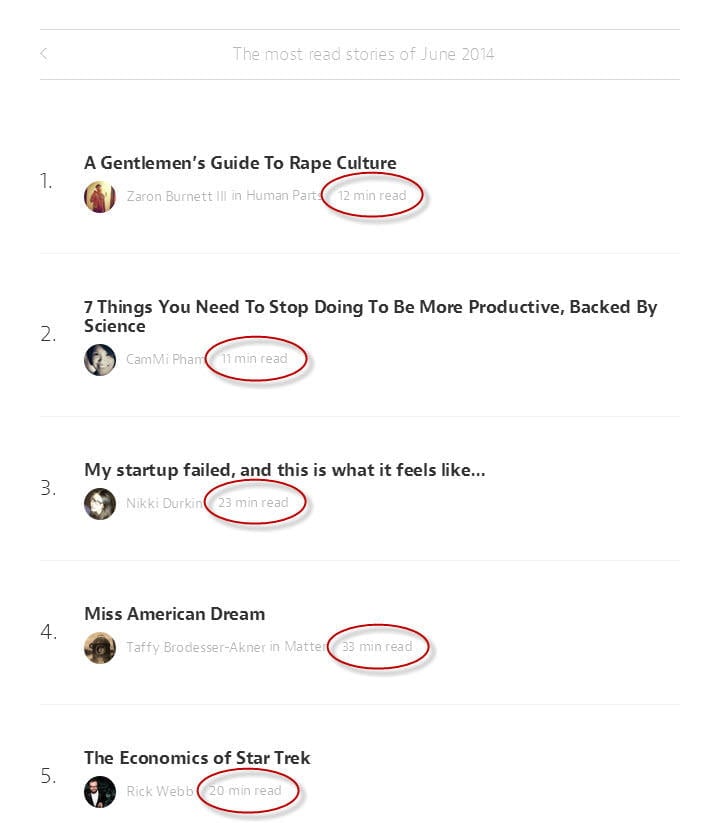 The most read stories of June 2014
1.
A Gentlemen's Guide To Rape Culture
Zaron Burnett III in Human Parts 12 min read
2.
7 Things You Need To Stop Doing To Be More Productive, Backed By
Science
CamMi Pham 11 min read
3.
My startup failed, and this is what it feels like...
Nikki Durkin 23 min read
4.
Miss American Dream
Taffy Brodesser-Akner in Matter 33 min read
5.
The Economics of Star Trek
Rick Webb 20 min read